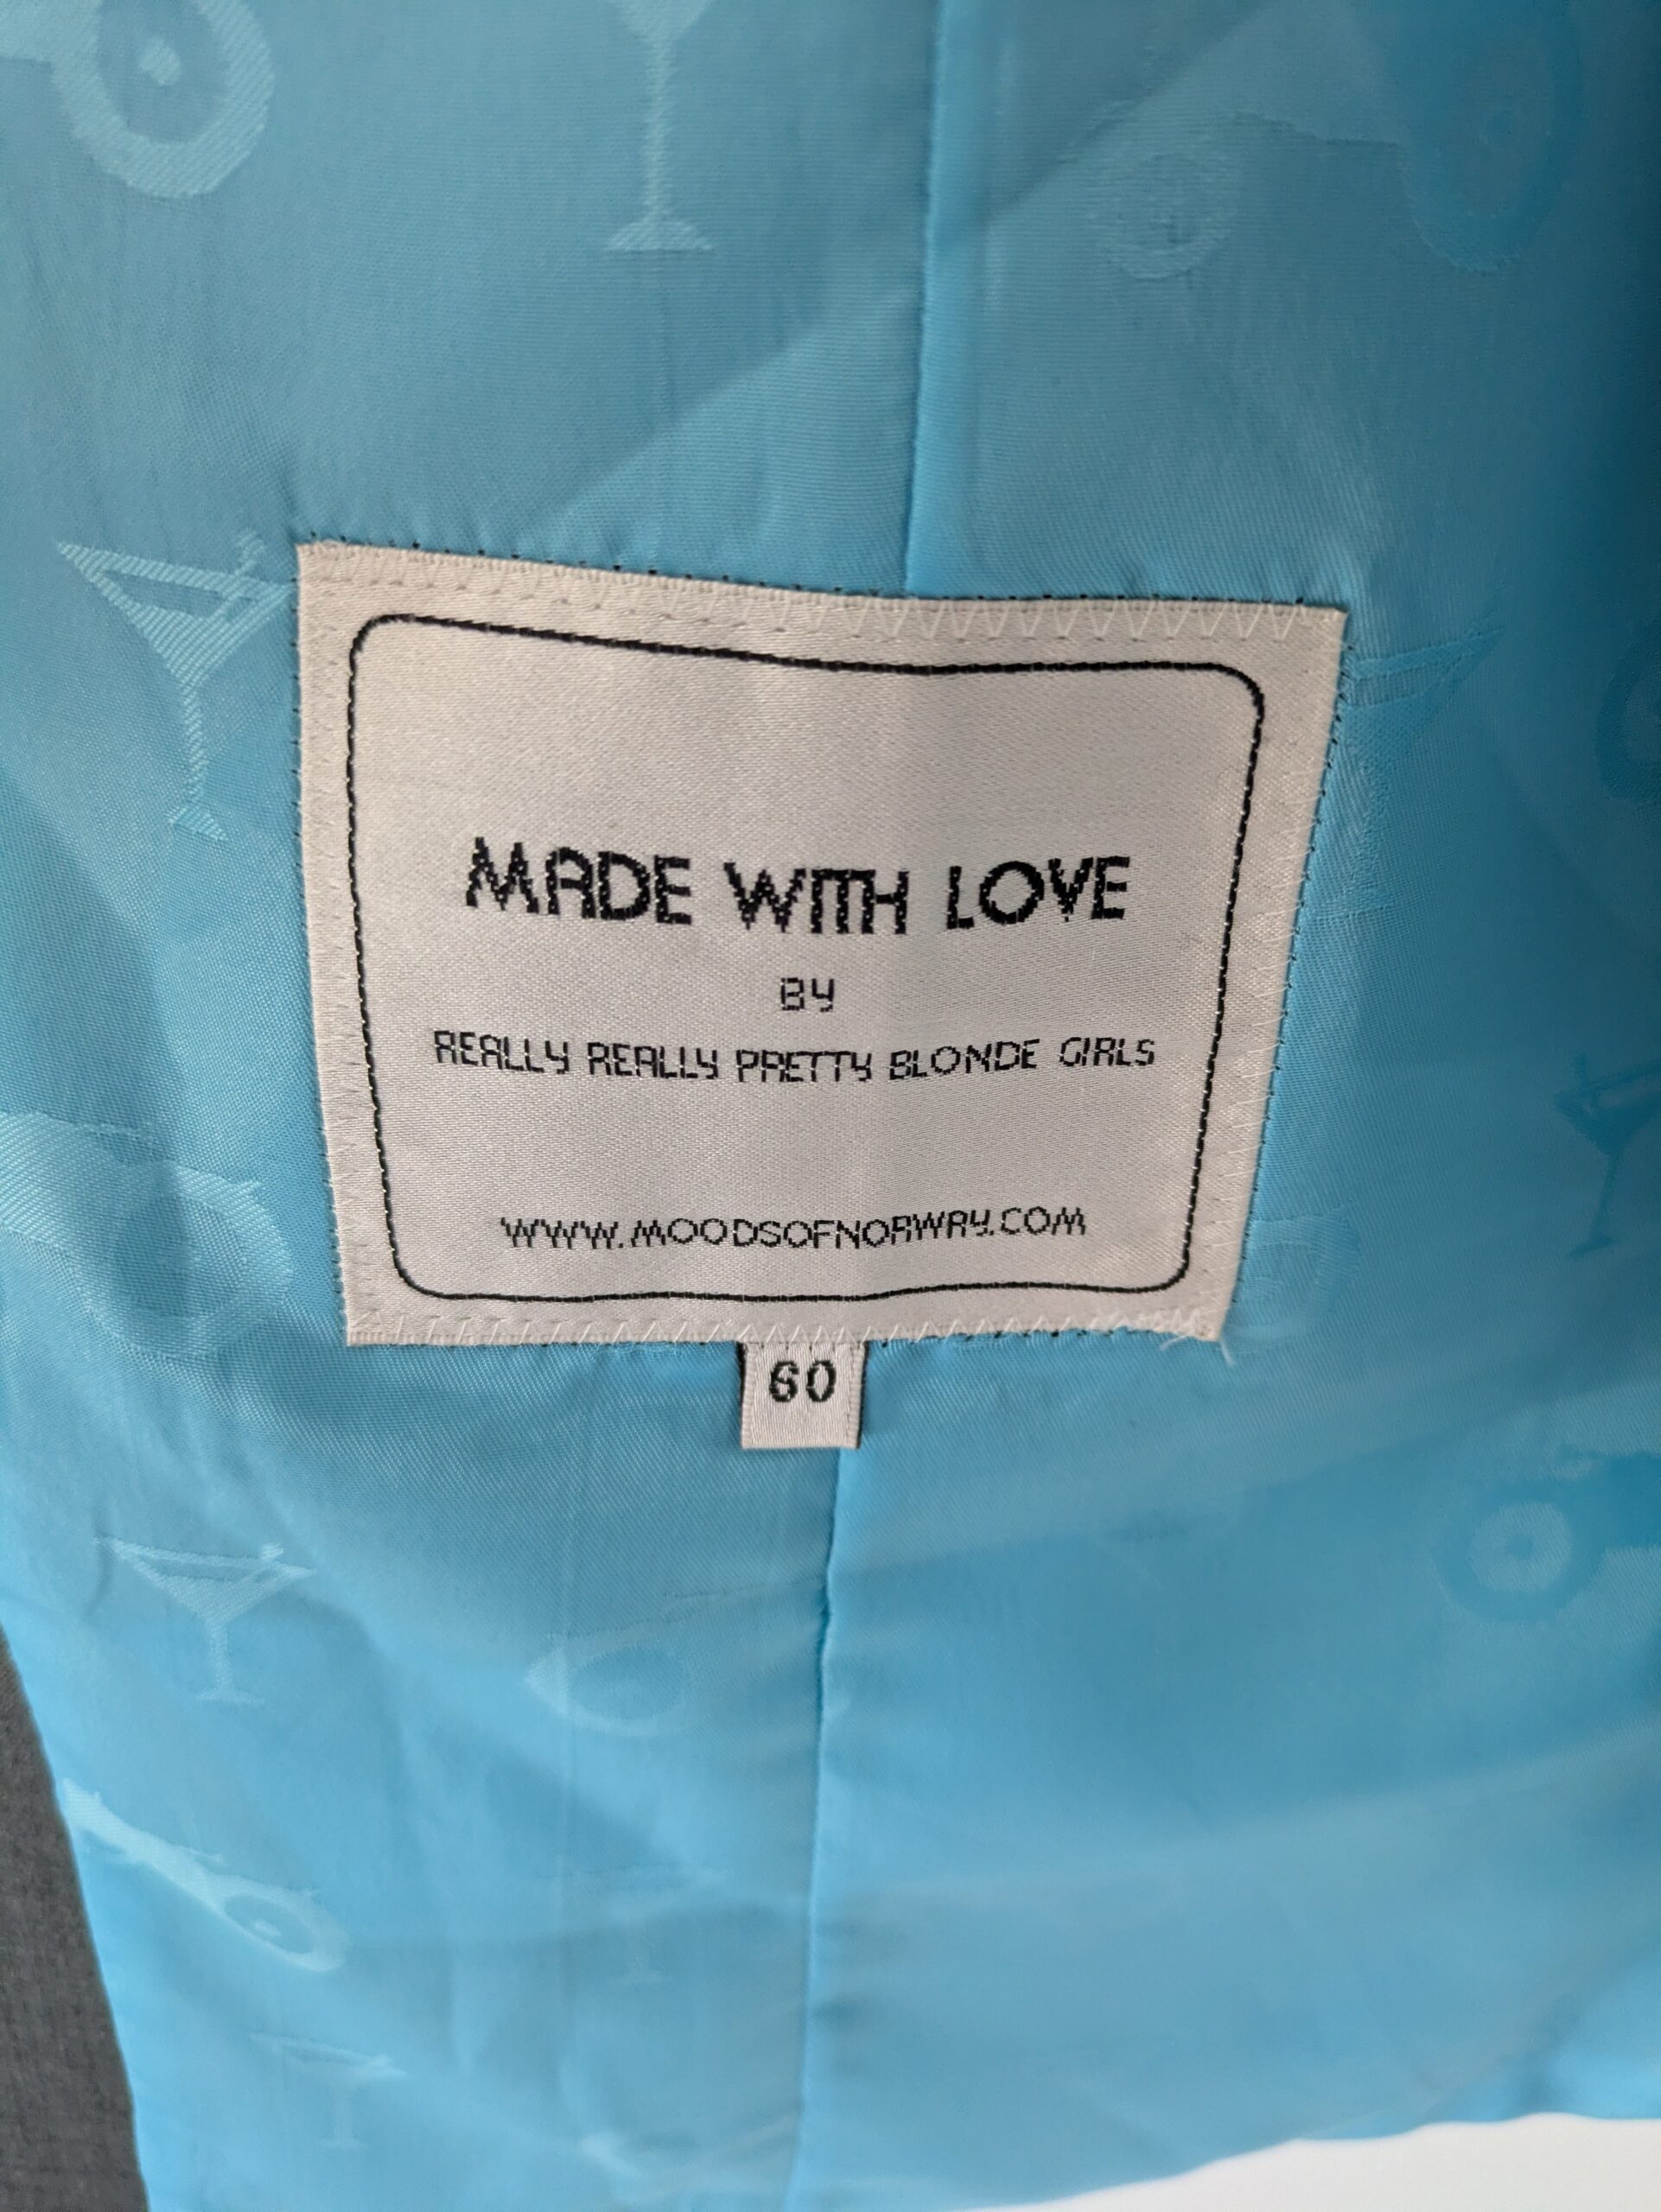 MADE WITH LOVE
BY
REALLY REALLY PRETTY BLONDE GIRLS
WWW.MOODSOFNORWAY.COM
60